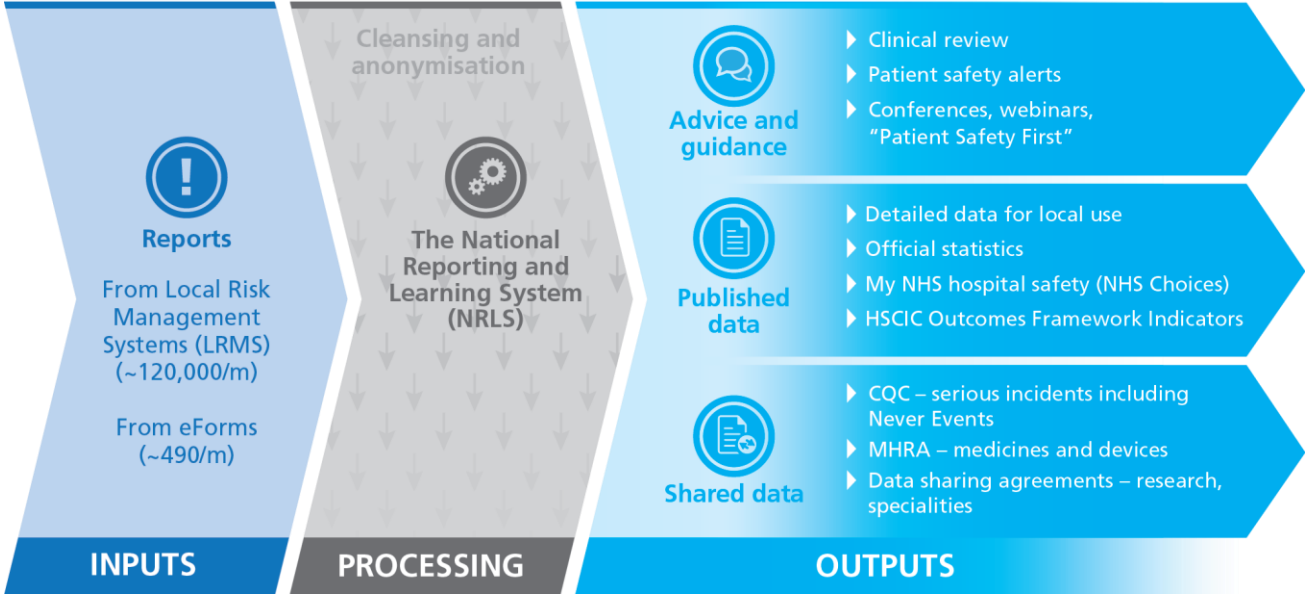 Reports
From Local Risk
Management
Systems (LRMS)
(~120,000/m)
From eForms
(~490/m)
INPUTS
Cleansing and
anonymisation
The National
Reporting and
Learning System
(NRLS)
PROCESSING
Advice and
guidance
Clinical review
Patient safety alerts
Conferences, webinars,
“Patient Safety First”
Published
data
Detailed data for local use
Official statistics
My NHS hospital safety (NHS Choices)
HSCIC Outcomes Framework Indicators
Shared data
CQC – serious incidents including
Never Events
MHRA – medicines and devices
Data sharing agreements – research,
specialities
OUTPUTS